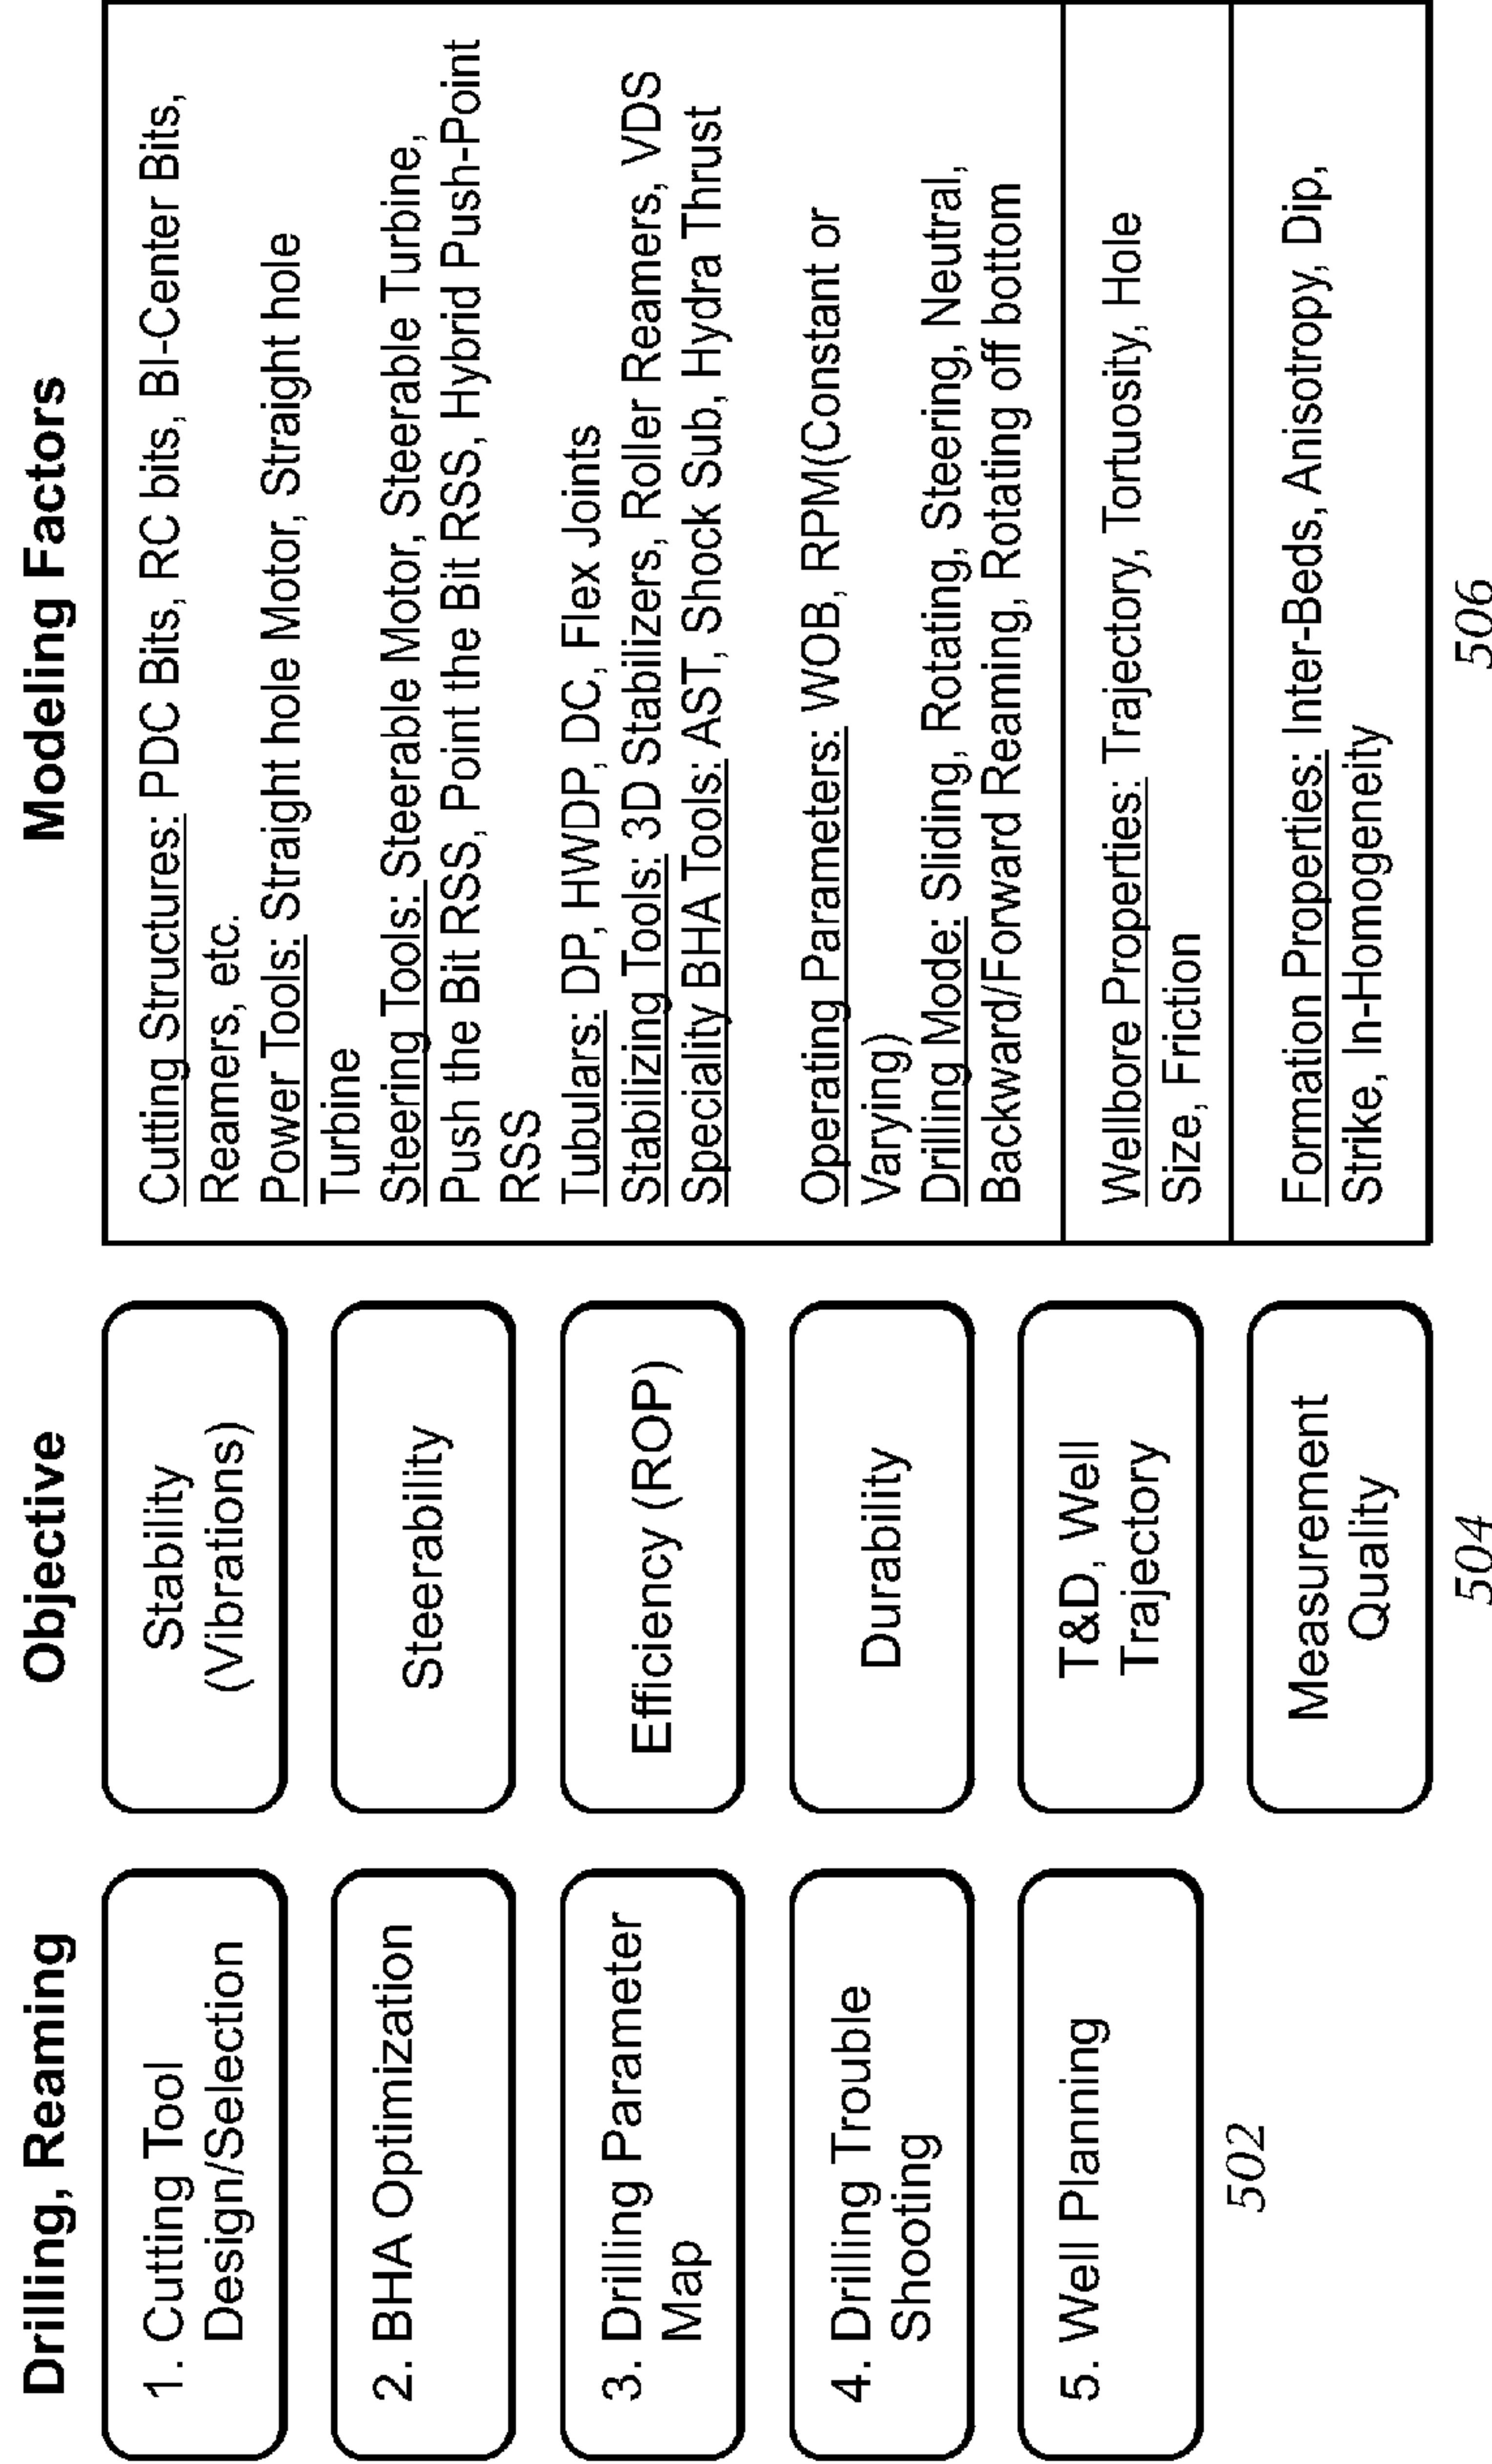 Drilling, Reaming
1. Cutting Tool
Design/Selection
2. BHA Optimization
3. Drilling Parameter
Map
4. Drilling Trouble
Shooting
5. Well Planning
502
Objective
Stability
(Vibrations)
Steerability
Efficiency (ROP)
Durability
T&D, Well
Trajectory
Measurement
Quality
504
Modeling Factors
Cutting Structures: PDC Bits, RC bits, BI-Center Bits,
Reamers, etc.
Power Tools: Straight hole Motor, Straight hole
Turbine
Steering Tools: Steerable Motor, Steerable Turbine,
Push the Bit RSS, Point the Bit RSS, Hybrid Push-Point
RSS
Tubulars: DP, HWDP, DC, Flex Joints
Stabilizing Tools: 3D Stabilizers, Roller Reamers, VDS
Speciality BHA Tools: AST, Shock Sub, Hydra Thrust
Operating Parameters: WOB, RPM(Constant or
Varying)
Drilling Mode: Sliding, Rotating, Steering, Neutral,
Backward/Forward Reaming, Rotating off bottom
Wellbore Properties: Trajectory, Tortuosity, Hole
Size, Friction
Formation Properties: Inter-Beds, Anisotropy, Dip,
Strike, In-Homogeneity
506